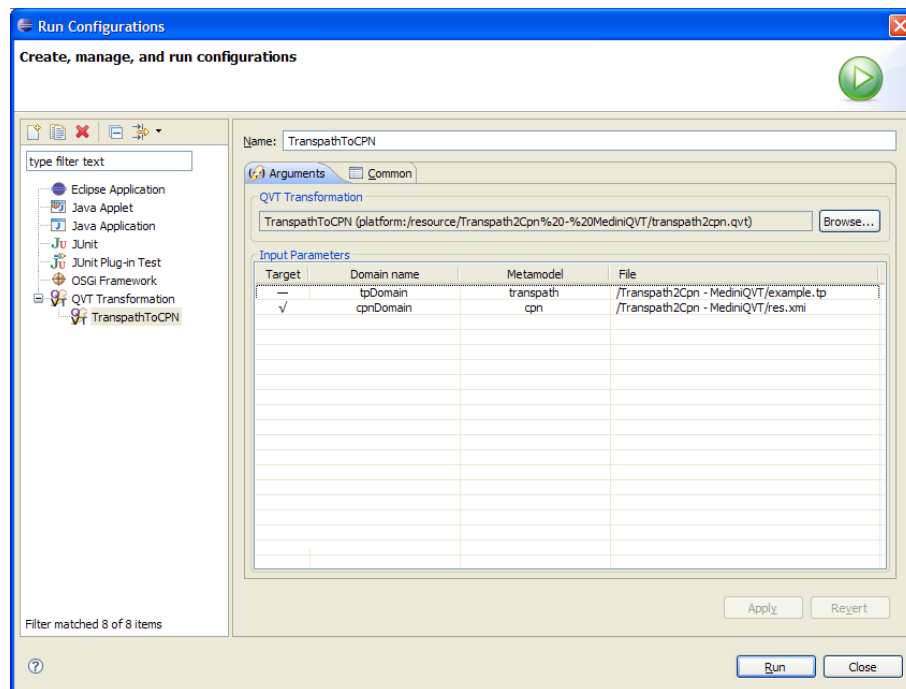 Run Configurations
Create, manage, and run configurations
type filter text
Eclipse Application
Java Applet
Java Application
JUnit
JUnit Plug-in Test
OSGi Framework
QVT Transformation
TranspathToCPN
Filter matched 8 of 8 items
Name: TranspathToCPN
Arguments Common
QVT Transformation
TranspathToCPN (platform:/resource/Transpath2Cpn%20-%20MediniQVT/transpath2cpn.qvt) Browse...
Input Parameters
Target Domain name Metamodel File
— tpDomain transpath /Transpath2Cpn - MediniQVT/example.tp
√ cpnDomain cpn /Transpath2Cpn - MediniQVT/res.xmi
Apply Revert
Run Close